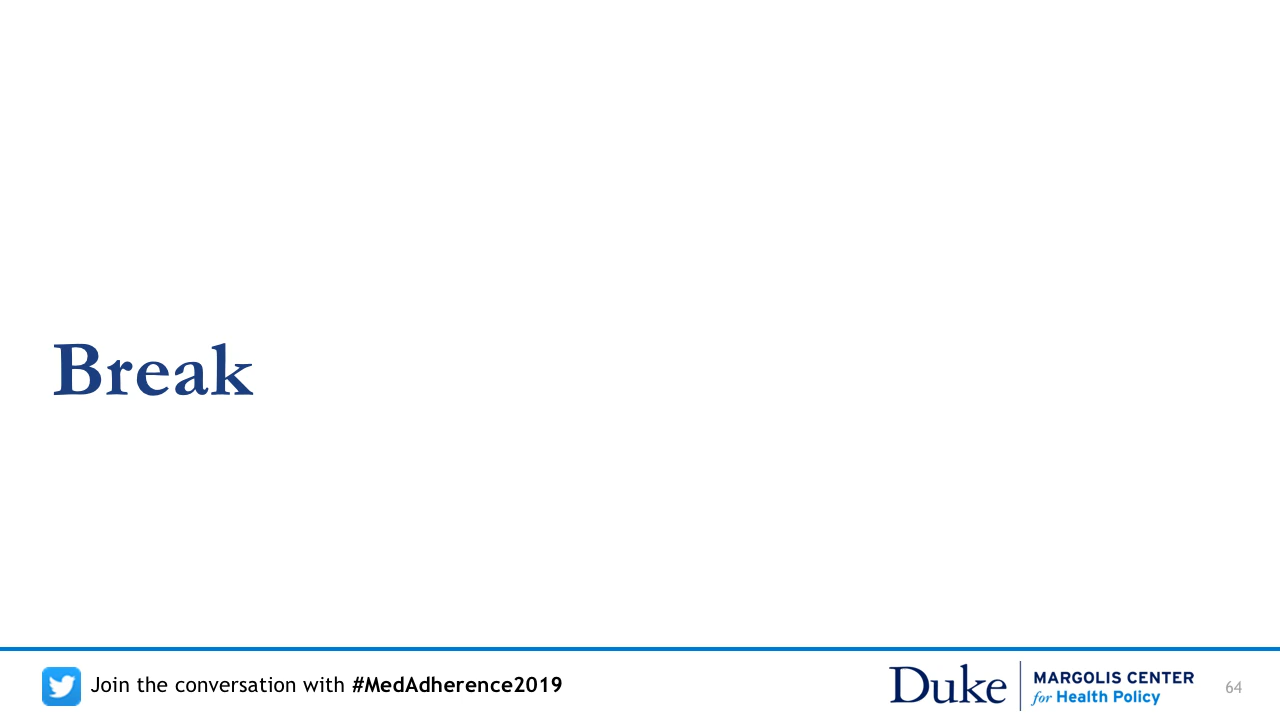 Break
Join the conversation with #MedAdherence2019
Duke
MARGOLIS CENTER
for Health Policy
64